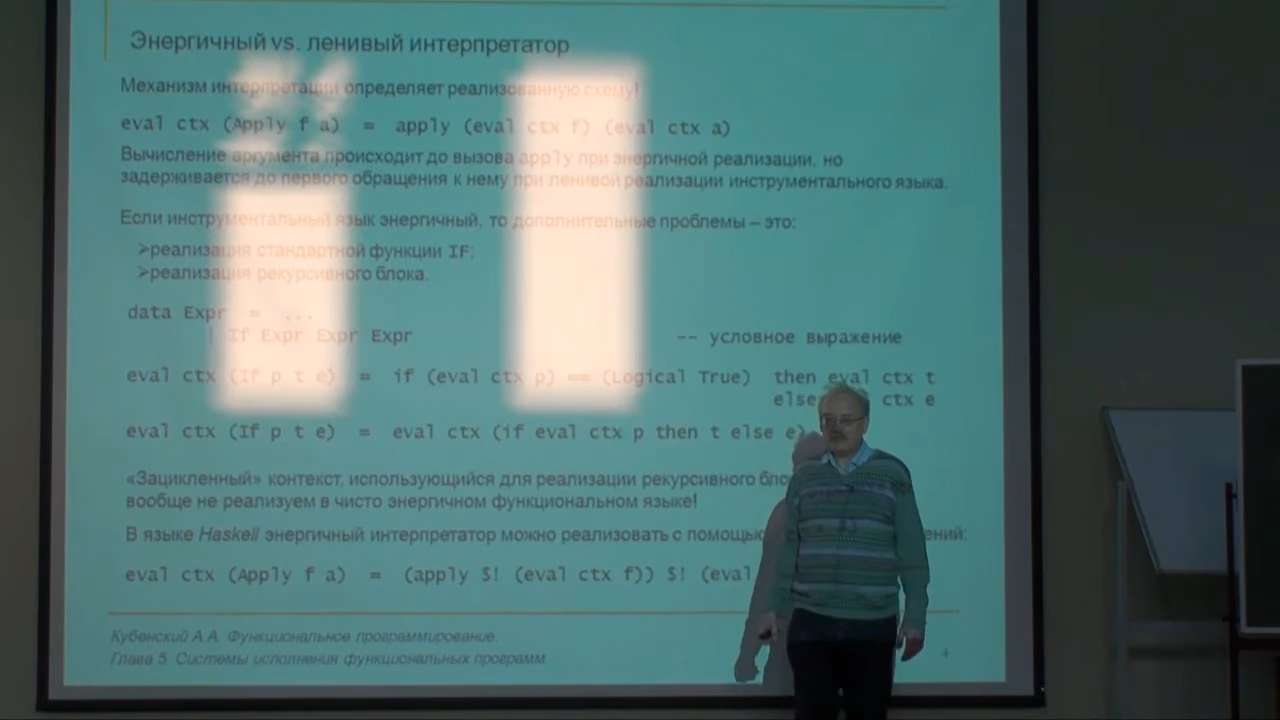 Энергичный vs. ленивый интерпретатор
Механизм интерпретации определяет реализованную схему!
eval ctx (Apply f a) = apply (eval ctx f) (eval ctx a)
Вычисление аргумента происходит до вызова apply при энергичной реализации, но
задерживается до первого обращения к нему при ленивой реализации инструментального языка.
Если инструментальный язык энергичный, то дополнительные проблемы – это:
➢реализация стандартной функции IF;
➢реализация рекурсивного блока.
data Expr = ...
| If Expr Expr Expr -- условное выражение
eval ctx (If p t e) = if (eval ctx p) == (Logical True) then eval ctx t
else ctx e
eval ctx (If p t e) = eval ctx (if eval ctx p then t else e)
«Зацикленный» контекст, использующийся для реализации рекурсивного
вообще не реализуем в чисто энергичном функциональном языке!
В языке Haskell энергичный интерпретатор можно реализовать с помощью
eval ctx (Apply f a) = (apply $! (eval ctx f)) $! (eval
Кубенский А.А. Функциональное программирование.
Глава 5. Системы исполнения функциональных программ
4